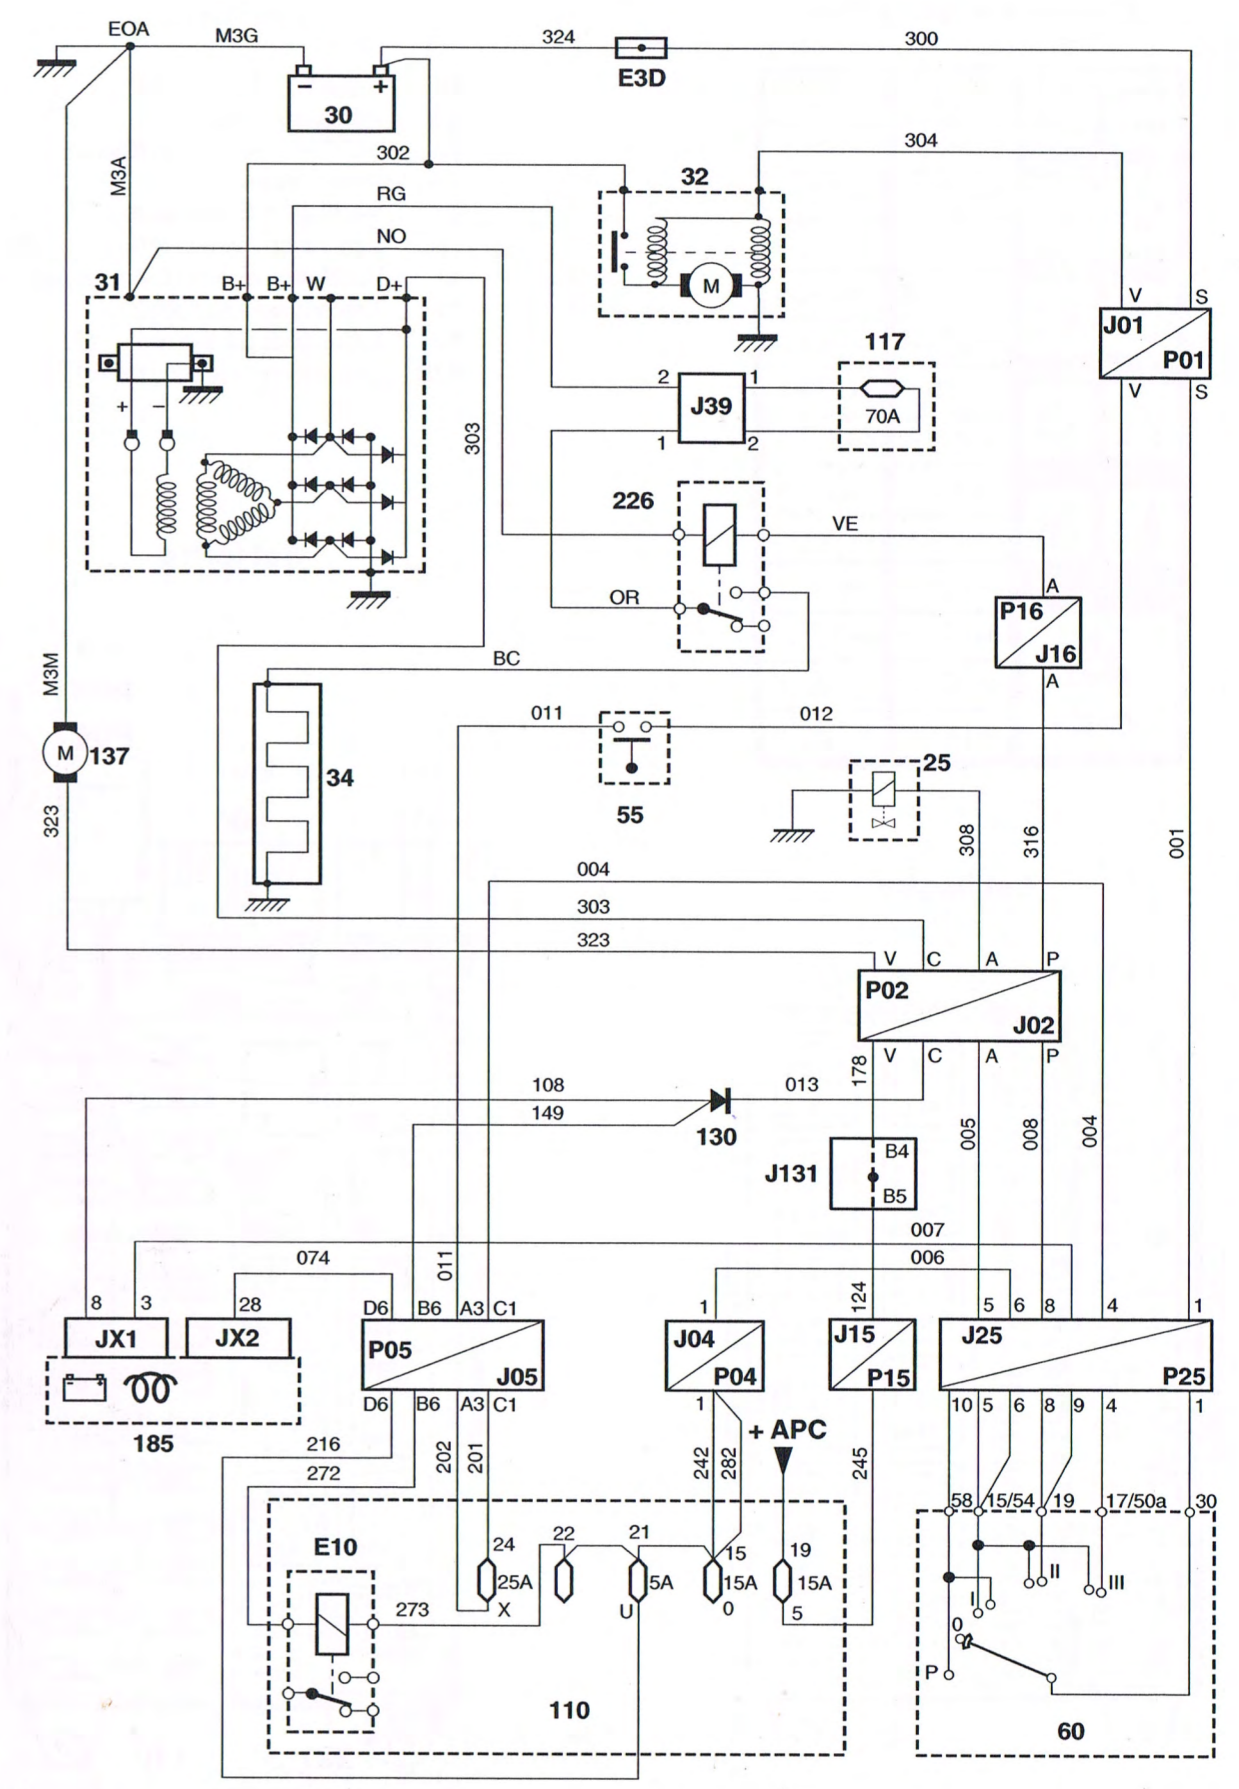 EOA
M3G
324
300
E3D
–
+
30
302
304
M3A
RG
32
NO
31
B+
B+
W
D+
M
V
S
J01
P01
117
V
S
2
1
J39
70A
1
2
+
–
303
226
VE
A
P16
J16
A
OR
M3M
BC
011
012
M
137
34
55
25
323
308
316
001
004
303
323
V
C
A
P
P02
J02
V
C
A
P
178
108
013
149
130
005
008
004
J131
B4
B5
007
074
011
006
124
8
3
28
D6
B6
A3
C1
1
5
6
8
4
1
JX1
JX2
P05
J05
J04
P04
J15
P15
J25
P25
– +
185
D6
B6
A3
C1
1
10
5
6
8
9
4
1
+ APC
216
202
201
242
282
245
272
58
15/54
19
17/50a
30
E10
24
22
21
15
19
25A
5A
15A
15A
273
X
U
0
5
I
II
III
0
P
110
60